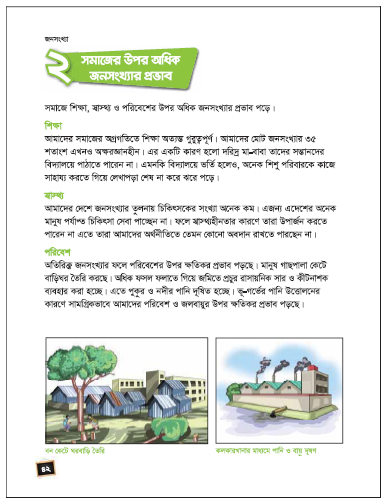 জনসংখ্যা
২ সমাজের উপর অধিক
জনসংখ্যার প্রভাব
সমাজে শিক্ষা, স্বাস্থ্য ও পরিবেশের উপর অধিক জনসংখ্যার প্রভাব পড়ে।
শিক্ষা
আমাদের সমাজের অগ্রগতিতে শিক্ষা অত্যন্ত গুরুত্বপূর্ণ। আমাদের মোট জনসংখ্যার ৩৫
শতাংশ এখনও অক্ষরজ্ঞানহীন। এর একটি কারণ হলো দরিদ্র মা-বাবা তাদের সন্তানদের
বিদ্যালয়ে পাঠাতে পারেন না। এমনকি বিদ্যালয়ে ভর্তি হলেও, অনেক শিশু পরিবারকে কাজে
সাহায্য করতে গিয়ে লেখাপড়া শেষ না করে ঝরে পড়ে।
স্বাস্থ্য
আমাদের দেশে জনসংখ্যার তুলনায় চিকিৎসকের সংখ্যা অনেক কম। এজন্য এদেশের অনেক
মানুষ পর্যাপ্ত চিকিৎসা সেবা পাচ্ছেন না। ফলে স্বাস্থ্যহীনতার কারণে তারা উপার্জন করতে
পারেন না এতে তারা আমাদের অর্থনীতিতে তেমন কোনো অবদান রাখতে পারছেন না।
পরিবেশ
অতিরিক্ত জনসংখ্যার ফলে পরিবেশের উপর ক্ষতিকর প্রভাব পড়ছে। মানুষ গাছপালা কেটে
বাড়িঘর তৈরি করছে। অধিক ফসল ফলাতে গিয়ে জমিতে প্রচুর রাসায়নিক সার ও কীটনাশক
ব্যবহার করা হচ্ছে। এতে পুকুর ও নদীর পানি দূষিত হচ্ছে। ভূ-গর্ভের পানি উত্তোলনের
কারণে সামগ্রিকভাবে আমাদের পরিবেশ ও জলবায়ুর উপর ক্ষতিকর প্রভাব পড়ছে।
বন কেটে ঘরবাড়ি তৈরি
কলকারখানার মাধ্যমে পানি ও বায়ু দূষণ
৪২